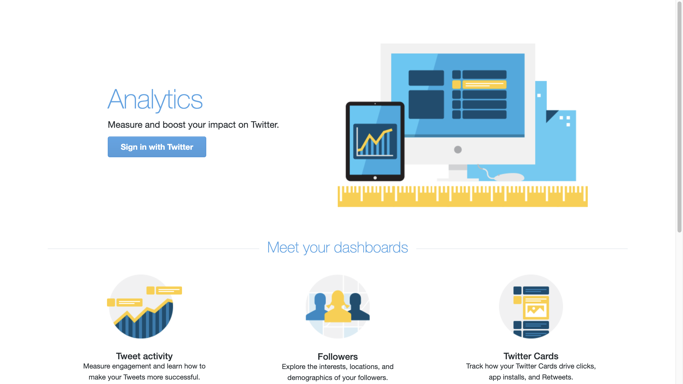 Analytics
Measure and boost your impact on Twitter.
Sign in with Twitter
Meet your dashboards
Tweet activity
Measure engagement and learn how to
make your Tweets more successful.
Followers
Explore the interests, locations, and
demographics of your followers.
Twitter Cards
Track how your Twitter Cards drive clicks,
app installs, and Retweets.